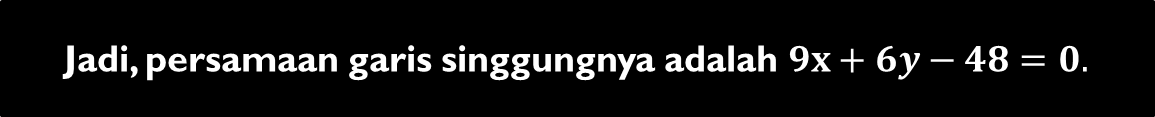 Jadi, persamaan garis singgungnya adalah 9x + 6y − 48 = 0.